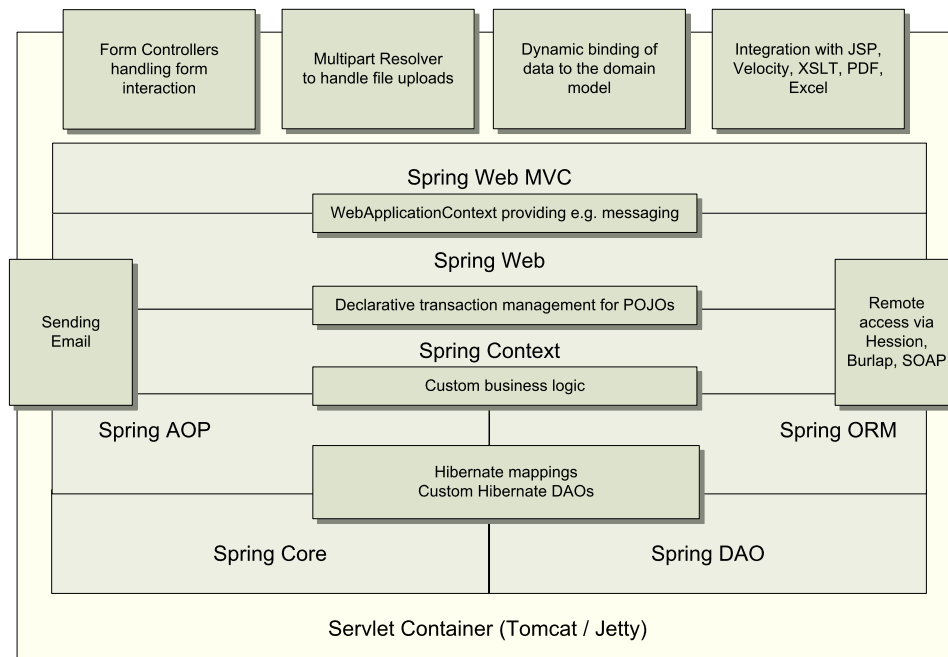 Form Controllers
handling form
interaction
Multipart Resolver
to handle file uploads
Dynamic binding of
data to the domain
model
Integration with JSP,
Velocity, XSLT, PDF,
Excel
Spring Web MVC
WebApplicationContext providing e.g. messaging
Spring Web
Sending
Email
Declarative transaction management for POJOs
Remote
access via
Hession,
Burlap, SOAP
Spring Context
Custom business logic
Spring AOP
Spring ORM
Hibernate mappings
Custom Hibernate DAOs
Spring Core
Spring DAO
Servlet Container (Tomcat / Jetty)